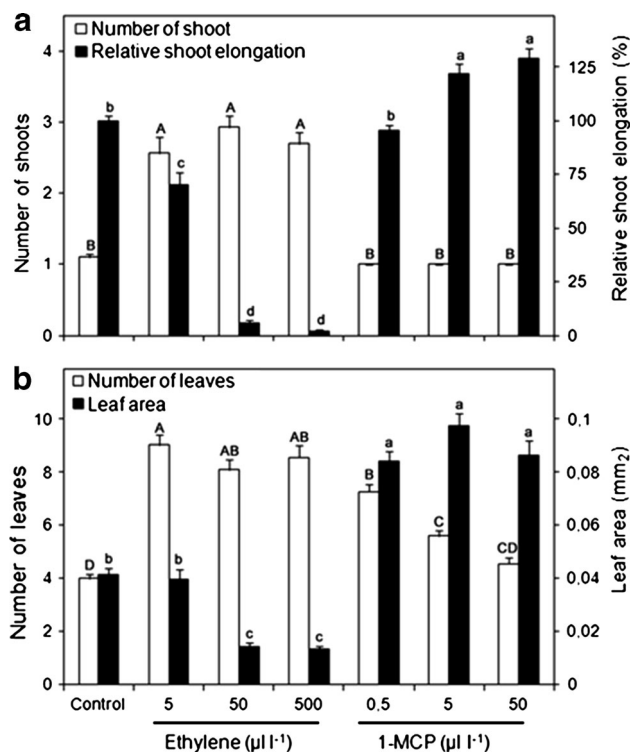 a
Number of shoot
Relative shoot elongation
Number of shoots
4
3
2
1
0
Relative shoot elongation (%)
125
100
75
50
25
0
B b A c A d A d B b B a B a
b
Number of leaves
Leaf area
Number of leaves
10
8
6
4
2
0
Leaf area (mm2)
0,1
0,08
0,06
0,04
0,02
0
D b A b AB c AB c B a C a CD a
Control 5 50 500 0,5 5 50
Ethylene (µl l-1) 1-MCP (µl l-1)